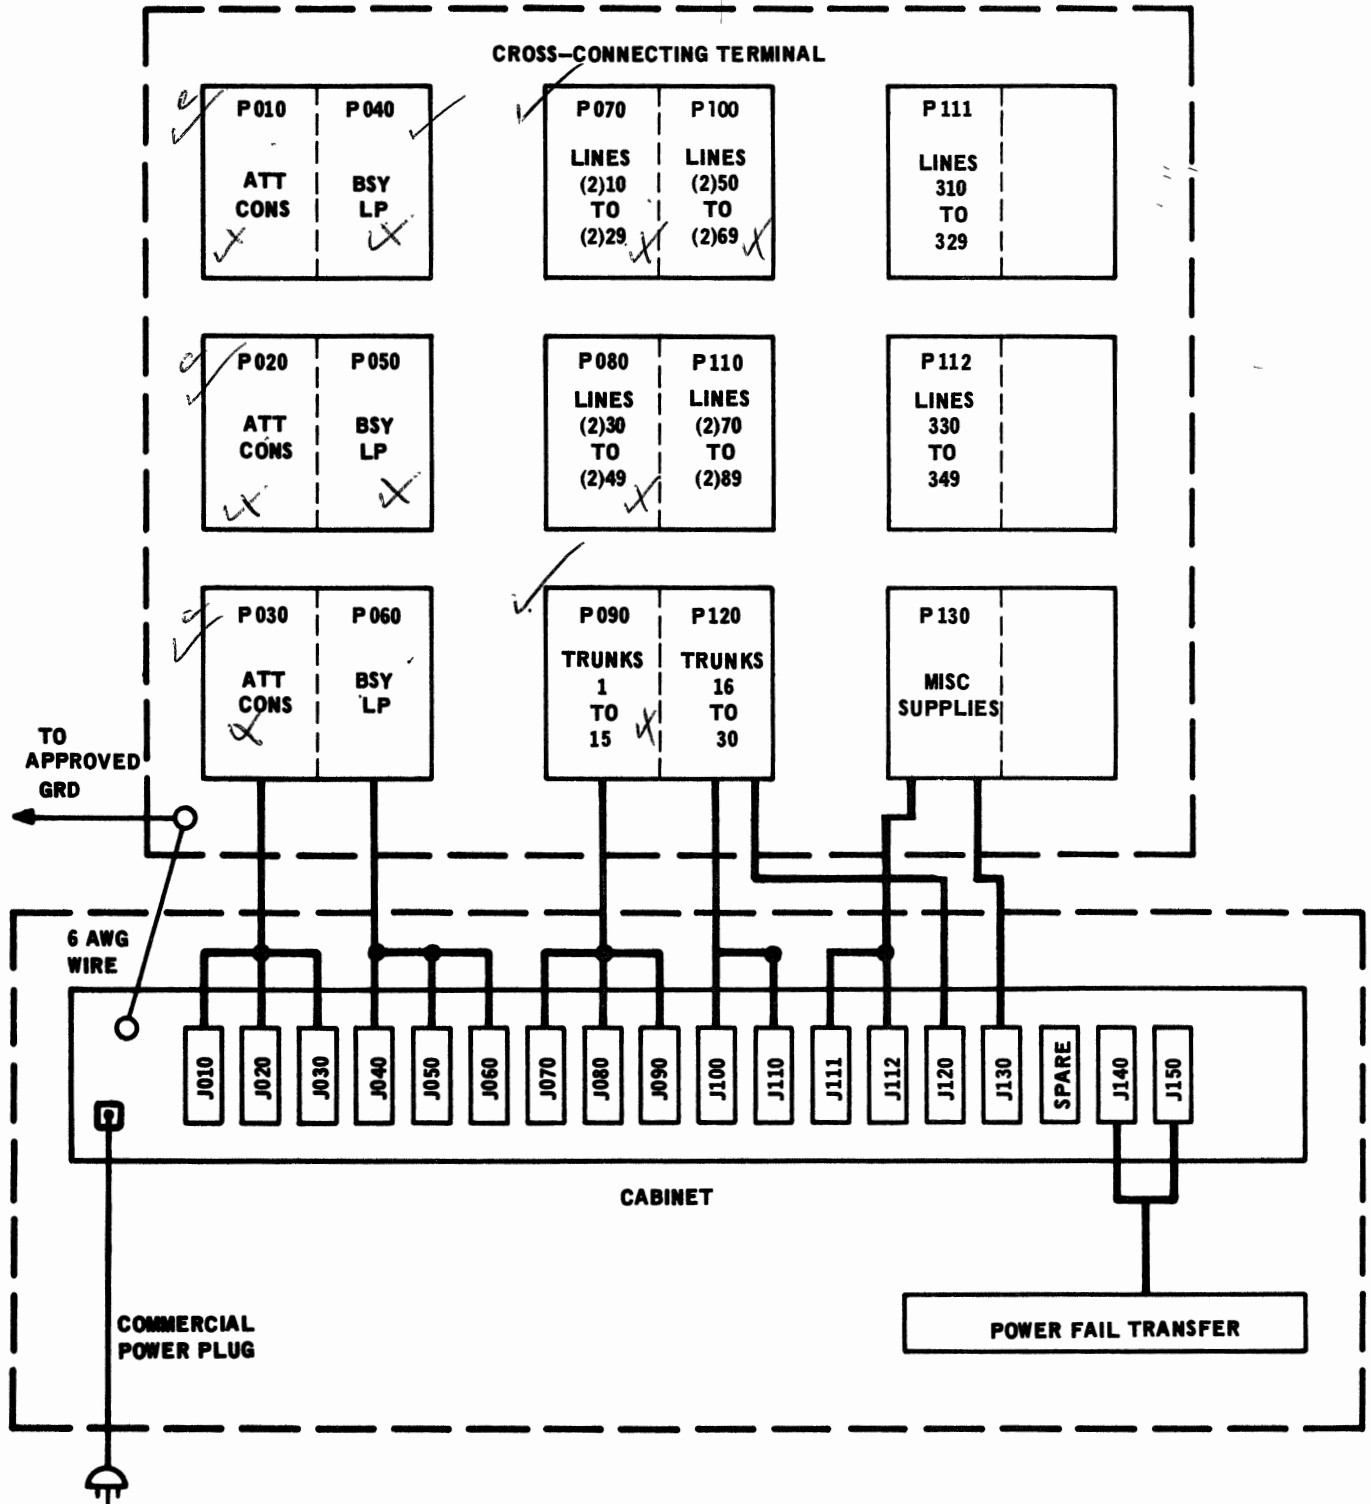 CROSS-CONNECTING TERMINAL
P010
ATT
CONS
P040
BSY
LP
P070
LINES
(2)10
TO
(2)29
P100
LINES
(2)50
TO
(2)69
P111
LINES
310
TO
329
P020
ATT
CONS
P050
BSY
LP
P080
LINES
(2)30
TO
(2)49
P110
LINES
(2)70
TO
(2)89
P112
LINES
330
TO
349
P030
ATT
CONS
P060
BSY
LP
P090
TRUNKS
1
TO
15
P120
TRUNKS
16
TO
30
P130
MISC
SUPPLIES
TO
APPROVED
GRD
6 AWG
WIRE
J010
J020
J030
J040
J050
J060
J070
J080
J090
J100
J110
J111
J112
J120
J130
SPARE
J140
J150
CABINET
COMMERCIAL
POWER PLUG
POWER FAIL TRANSFER